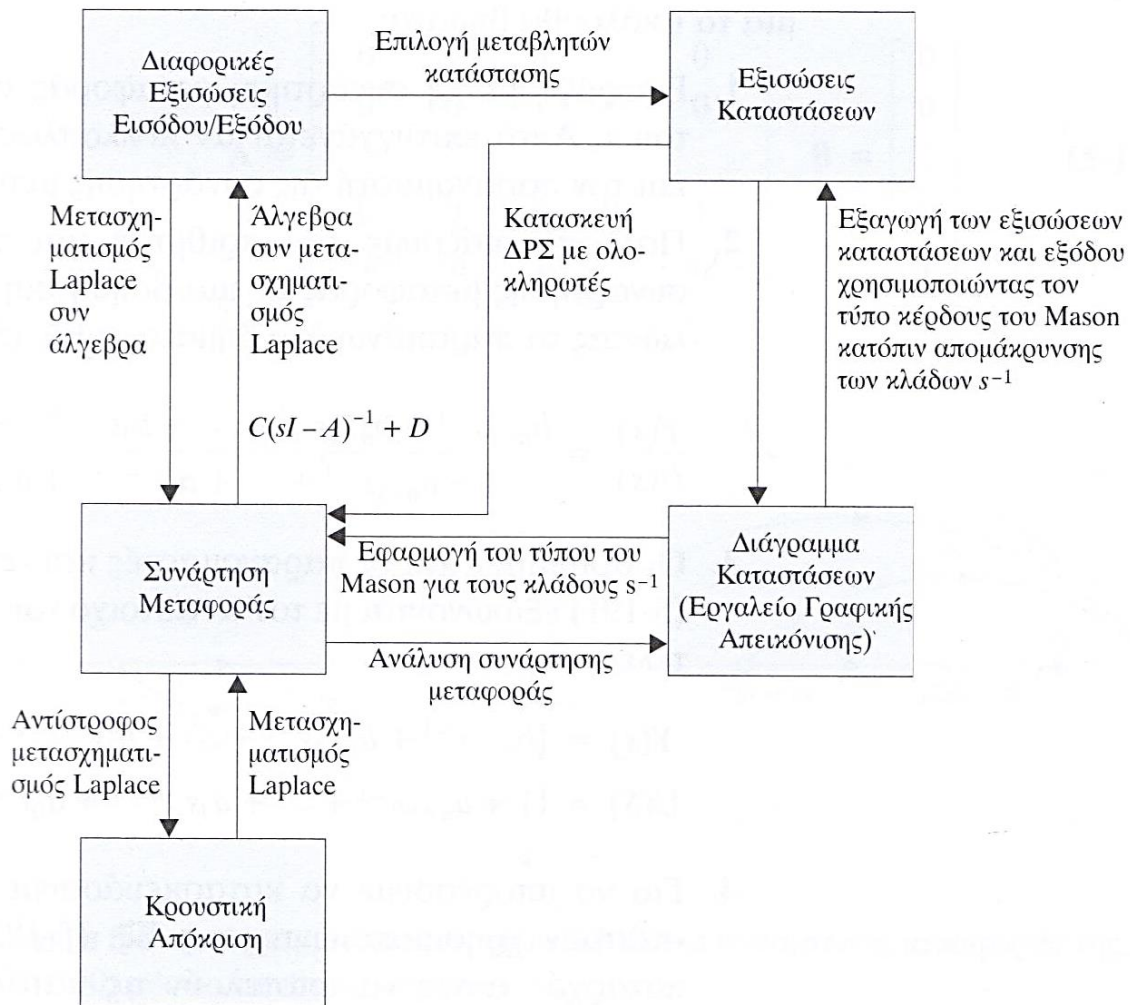 Διαφορικές
Εξισώσεις
Εισόδου/Εξόδου
Επιλογή μεταβλητών
κατάστασης
Εξισώσεις
Καταστάσεων
Μετασχη-
ματισμός
Laplace
συν
άλγεβρα
Άλγεβρα
συν μετα-
σχηματι-
σμός
Laplace
Κατασκευή
ΔΡΣ με ολο-
κληρωτές
Εξαγωγή των εξισώσεων
καταστάσεων και εξόδου
χρησιμοποιώντας τον
τύπο κέρδους του Mason
κατόπιν απομάκρυνσης
των κλάδων s⁻¹
C(sI – A)⁻¹ + D
Συνάρτηση
Μεταφοράς
Εφαρμογή του τύπου του
Mason για τους κλάδους s⁻¹
Διάγραμμα
Καταστάσεων
(Εργαλείο Γραφικής
Απεικόνισης)
Ανάλυση συνάρτησης
μεταφοράς
Αντίστροφος
μετασχηματι-
σμός Laplace
Μετασχη-
ματισμός
Laplace
Κρουστική
Απόκριση